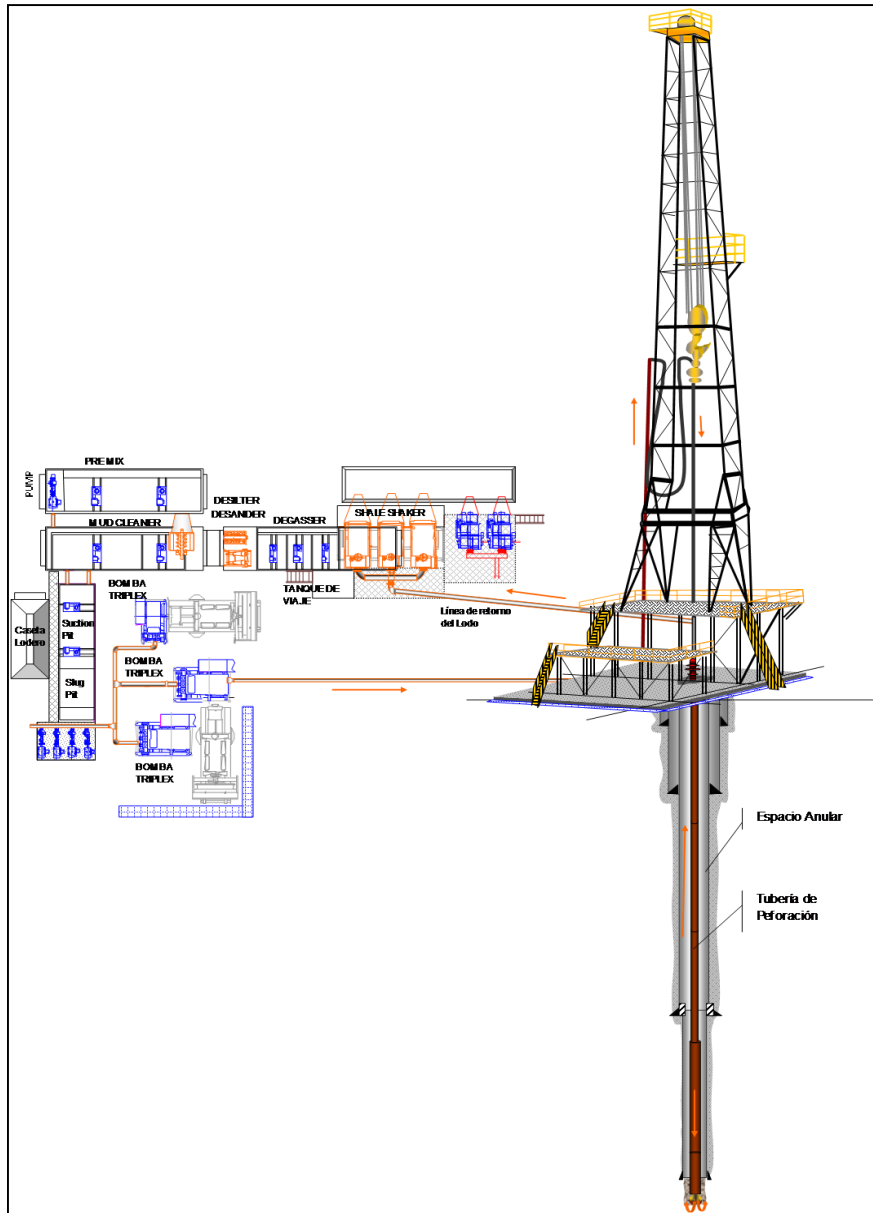 PREMIX
PUMP
DESILTER
DESANDER
MUD CLEANER
DEGASSER
SHALE SHAKER
TANQUE DE
VIAJE
Línea de retorno
del Lodo
BOMBA
TRIPLEX
Caseta
Lodero
Suction
Pit
BOMBA
TRIPLEX
Slug
Pit
BOMBA
TRIPLEX
Espacio Anular
Tubería de
Peforación